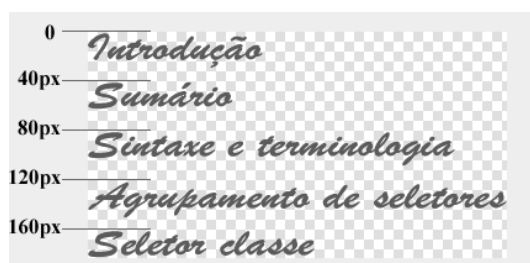 0 Introdução
40px Sumário
80px Sintaxe e terminologia
120px Agrupamento de seletores
160px Seletor classe